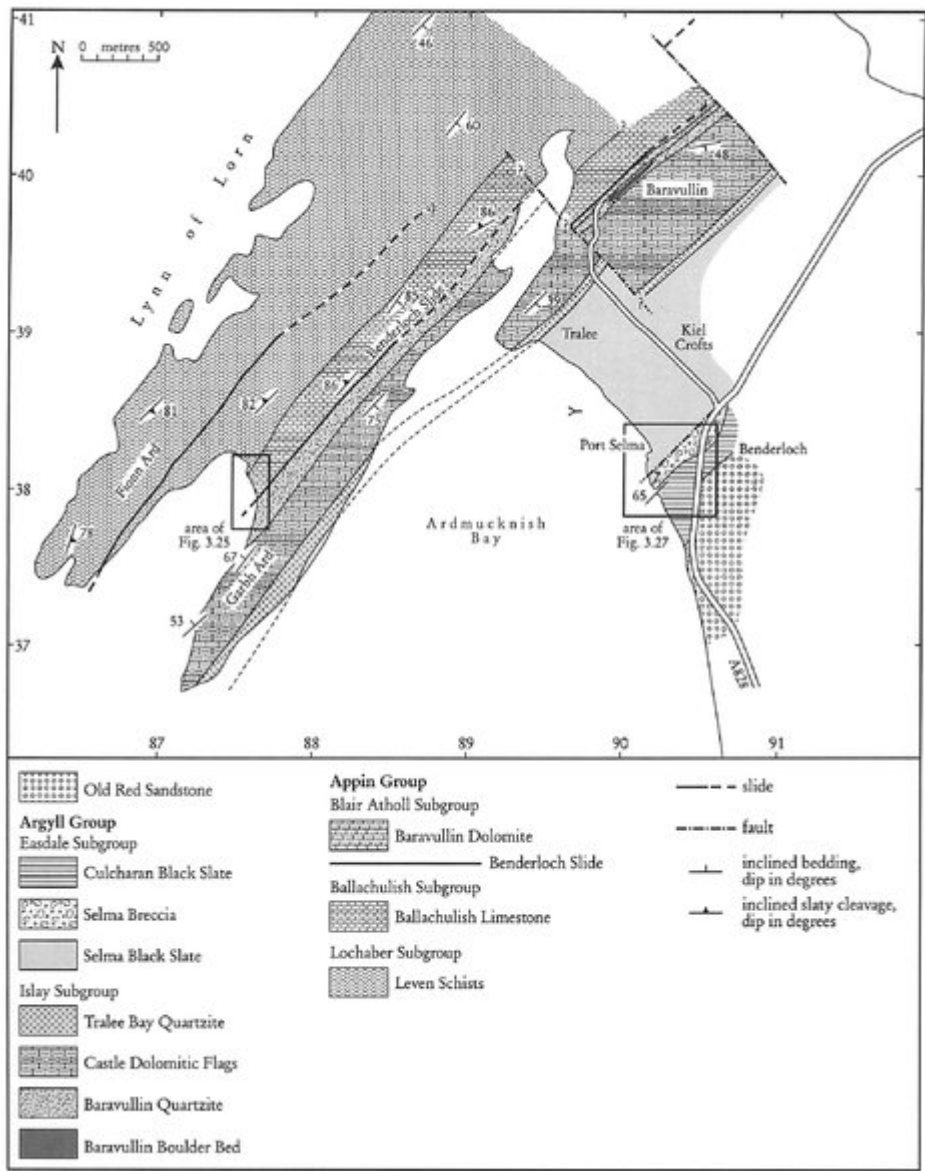 41
N
0 metres 500
46
60
Lynn of Lorn
40
48
Baravullin
86
39
Benderloch Slide
Tralee
Kiel
Crofts
86
82
81
Y
Port Selma
Benderloch
Fionn Ard
38
65
area of
Fig. 3.25
Ardmucknish
Bay
area of
Fig. 3.27
67
Garbh Ard
53
37
A828
87
88
89
90
91
Old Red Sandstone
Argyll Group
Easdale Subgroup
Culcharan Black Slate
Selma Breccia
Selma Black Slate
Islay Subgroup
Tralee Bay Quartzite
Castle Dolomitic Flags
Baravullin Quartzite
Baravullin Boulder Bed
Appin Group
Blair Atholl Subgroup
Baravullin Dolomite
Benderloch Slide
Ballachulish Subgroup
Ballachulish Limestone
Lochaber Subgroup
Leven Schists
slide
fault
inclined bedding,
dip in degrees
inclined slaty cleavage,
dip in degrees